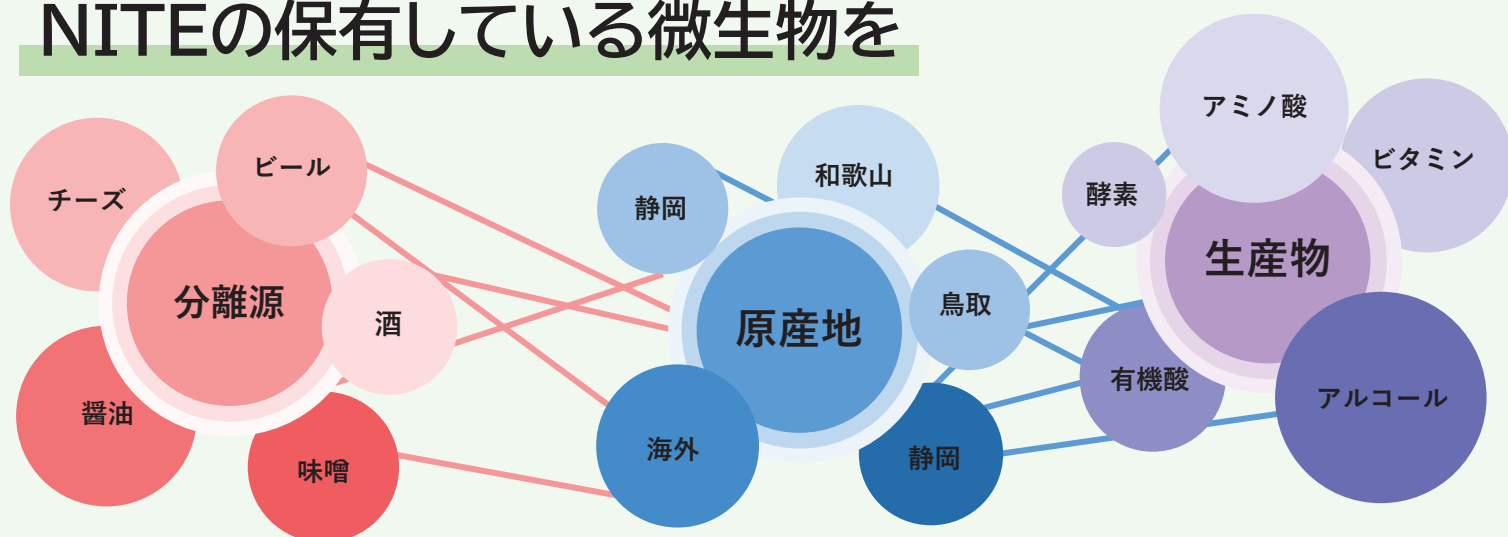 NITEの保有している微生物を
チーズ
ビール
分離源
酒
醤油
味噌
静岡
和歌山
原産地
鳥取
海外
静岡
アミノ酸
ビタミン
酵素
生産物
有機酸
アルコール